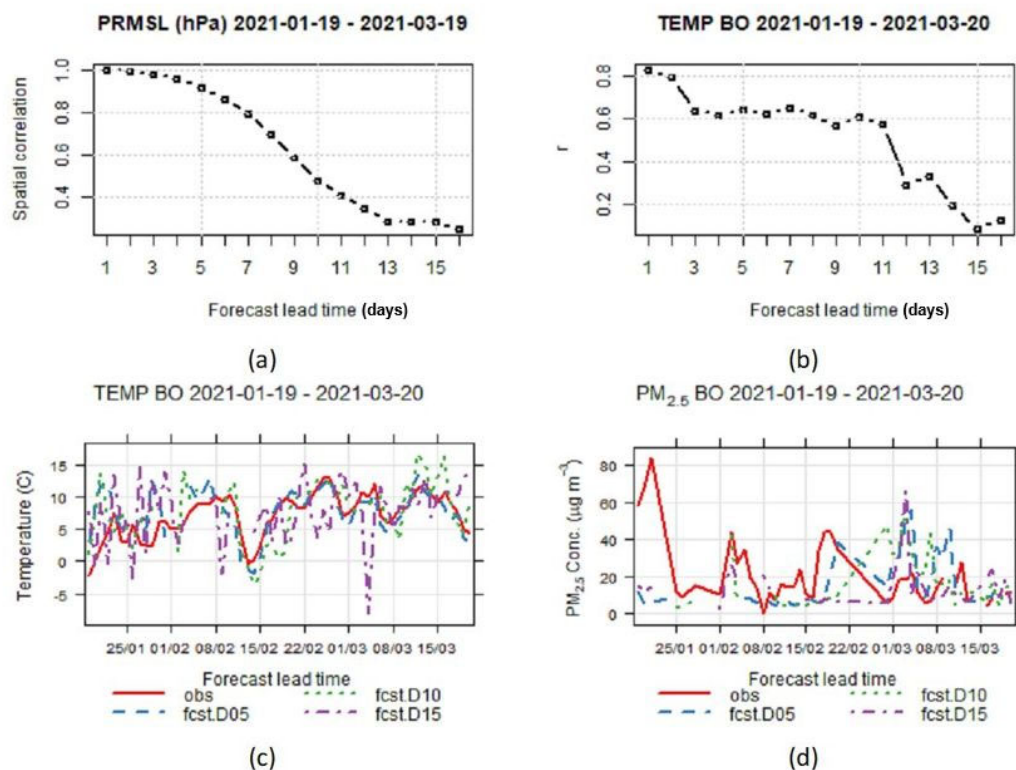 PRMSL (hPa) 2021-01-19 - 2021-03-19
Spatial correlation
1.0
0.8
0.6
0.4
1 3 5 7 9 11 13 15
Forecast lead time (days)
(a)
TEMP BO 2021-01-19 - 2021-03-20
r
0.8
0.6
0.4
0.2
1 3 5 7 9 11 13 15
Forecast lead time (days)
(b)
TEMP BO 2021-01-19 - 2021-03-20
Temperature (C)
15
10
5
0
-5
25/01 01/02 08/02 15/02 22/02 01/03 08/03 15/03
Forecast lead time
obs fcst.D10
fcst.D05 fcst.D15
(c)
PM2.5 BO 2021-01-19 - 2021-03-20
PM2.5 Conc. (µg m−3)
80
60
40
20
0
25/01 01/02 08/02 15/02 22/02 01/03 08/03 15/03
Forecast lead time
obs fcst.D10
fcst.D05 fcst.D15
(d)